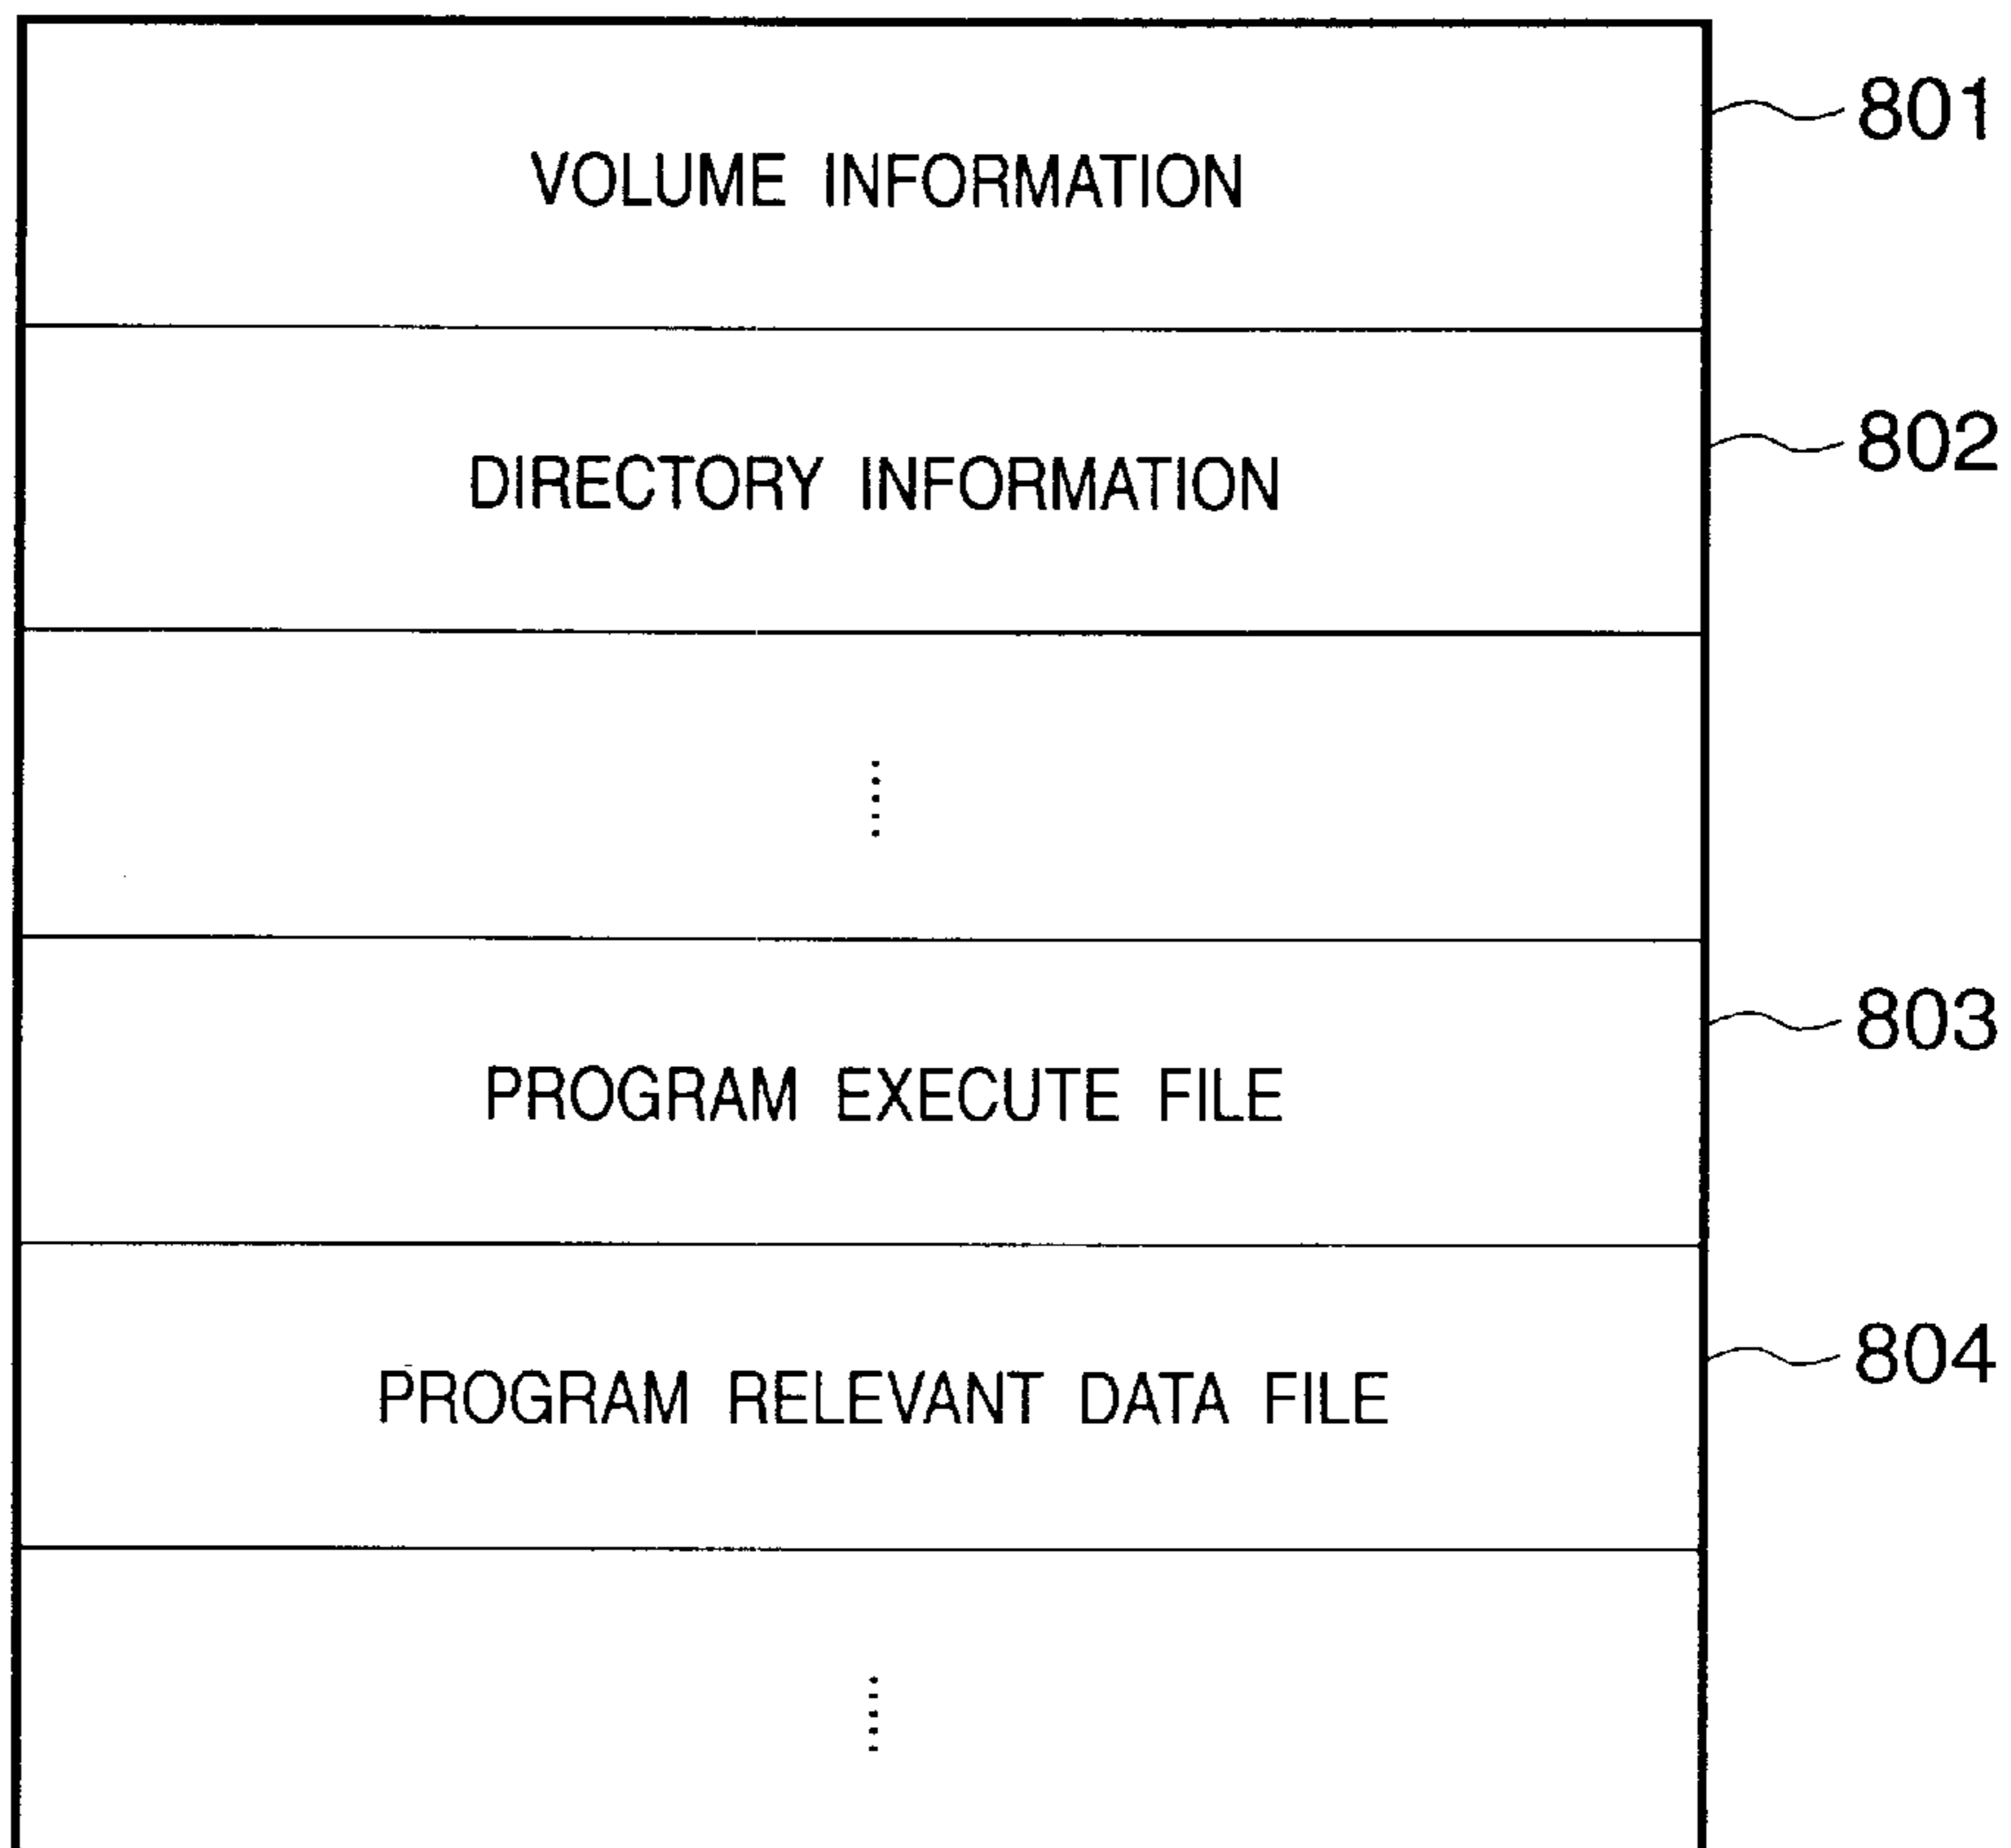 VOLUME INFORMATION
801
DIRECTORY INFORMATION
802
PROGRAM EXECUTE FILE
803
PROGRAM RELEVANT DATA FILE
804